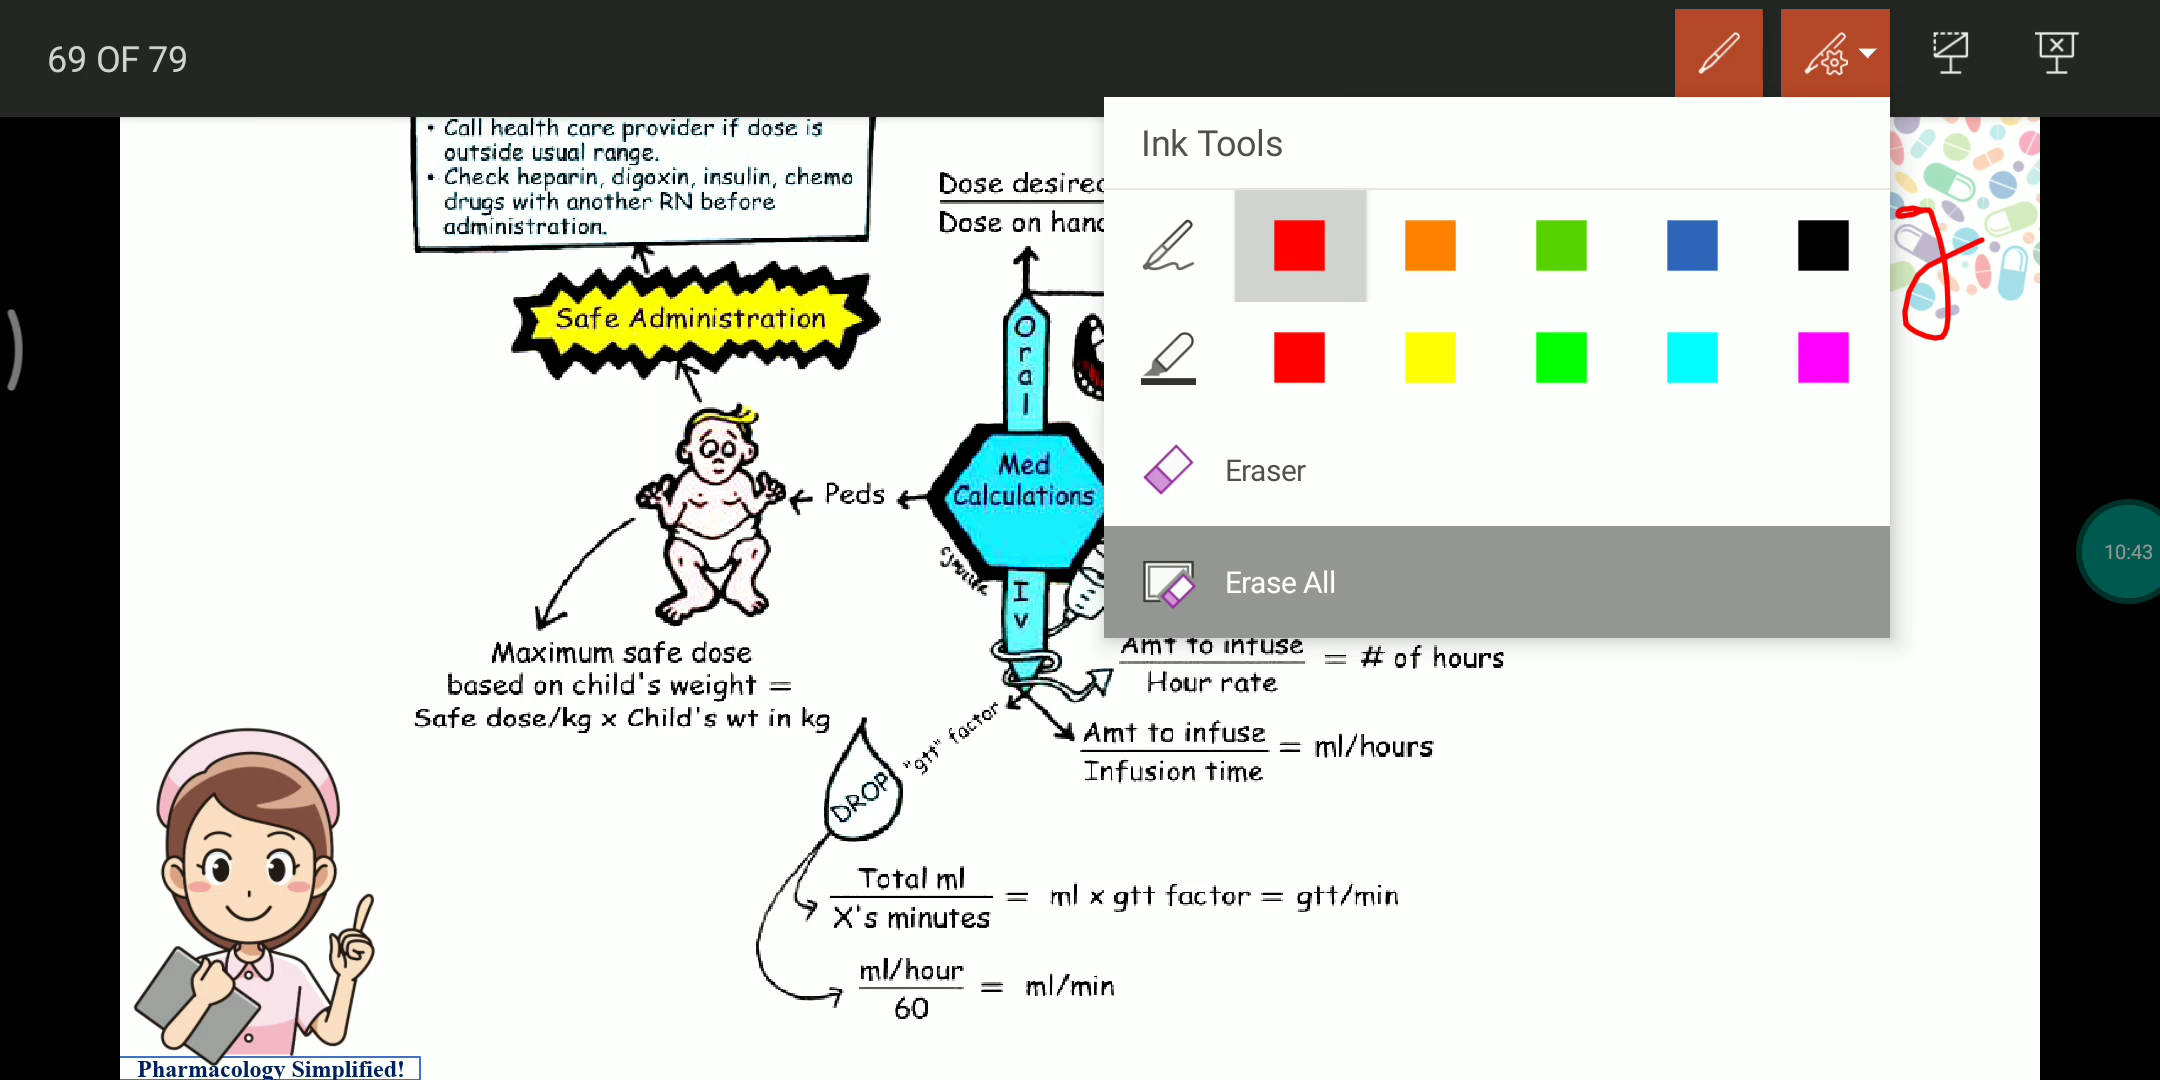 69 OF 79
Ink Tools
Eraser
Erase All
10:43
• Call health care provider if dose is
outside usual range.
• Check heparin, digoxin, insulin, chemo
drugs with another RN before
administration.
Safe Administration
Dose desired
Dose on hand
Oral
Med
Calculations
Peds
IV
Maximum safe dose
based on child's weight =
Safe dose/kg x Child's wt in kg
Amt to infuse
Hour rate
= # of hours
Amt to infuse
Infusion time
= ml/hours
"gtt" factor
DROP
Total ml
X's minutes
= ml x gtt factor = gtt/min
ml/hour
60
= ml/min
Pharmacology Simplified!